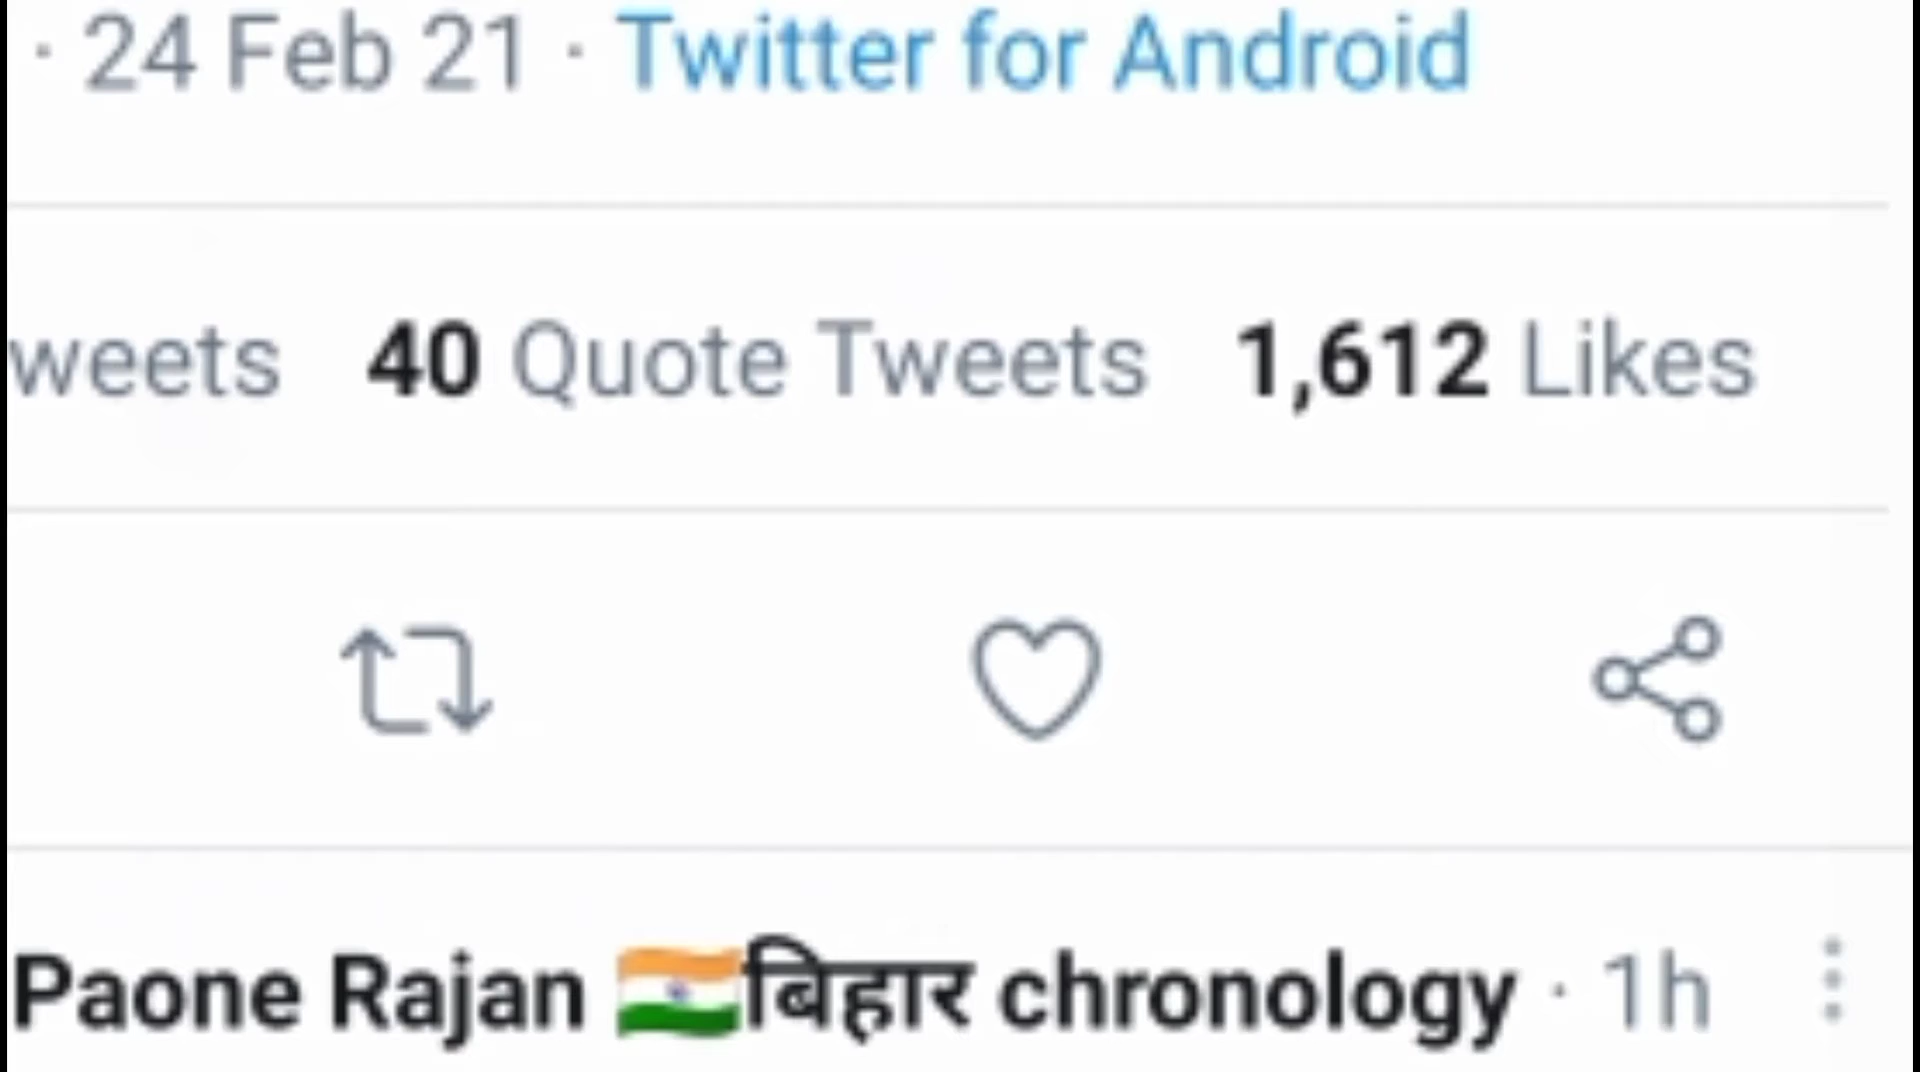 · 24 Feb 21 · Twitter for Android
weets 40 Quote Tweets 1,612 Likes
Paone Rajan 🇮🇳बिहार chronology · 1h